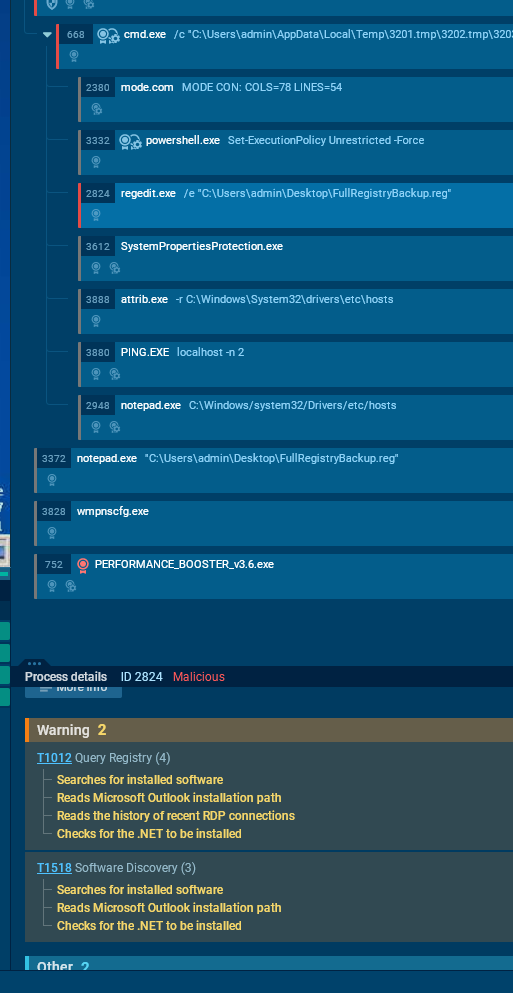 668 cmd.exe /c "C:\Users\admin\AppData\Local\Temp\3201.tmp\3202.tmp\320
2380 mode.com MODE CON: COLS=78 LINES=54
3332 powershell.exe Set-ExecutionPolicy Unrestricted -Force
2824 regedit.exe /e "C:\Users\admin\Desktop\FullRegistryBackup.reg"
3612 SystemPropertiesProtection.exe
3888 attrib.exe -r C:\Windows\System32\drivers\etc\hosts
3880 PING.EXE localhost -n 2
2948 notepad.exe C:\Windows/system32/Drivers/etc/hosts
3372 notepad.exe "C:\Users\admin\Desktop\FullRegistryBackup.reg"
3828 wmpnscfg.exe
752 PERFORMANCE_BOOSTER_v3.6.exe
Process details ID 2824 Malicious
More info
Warning 2
T1012 Query Registry (4)
Searches for installed software
Reads Microsoft Outlook installation path
Reads the history of recent RDP connections
Checks for the .NET to be installed
T1518 Software Discovery (3)
Searches for installed software
Reads Microsoft Outlook installation path
Checks for the .NET to be installed
Other 2